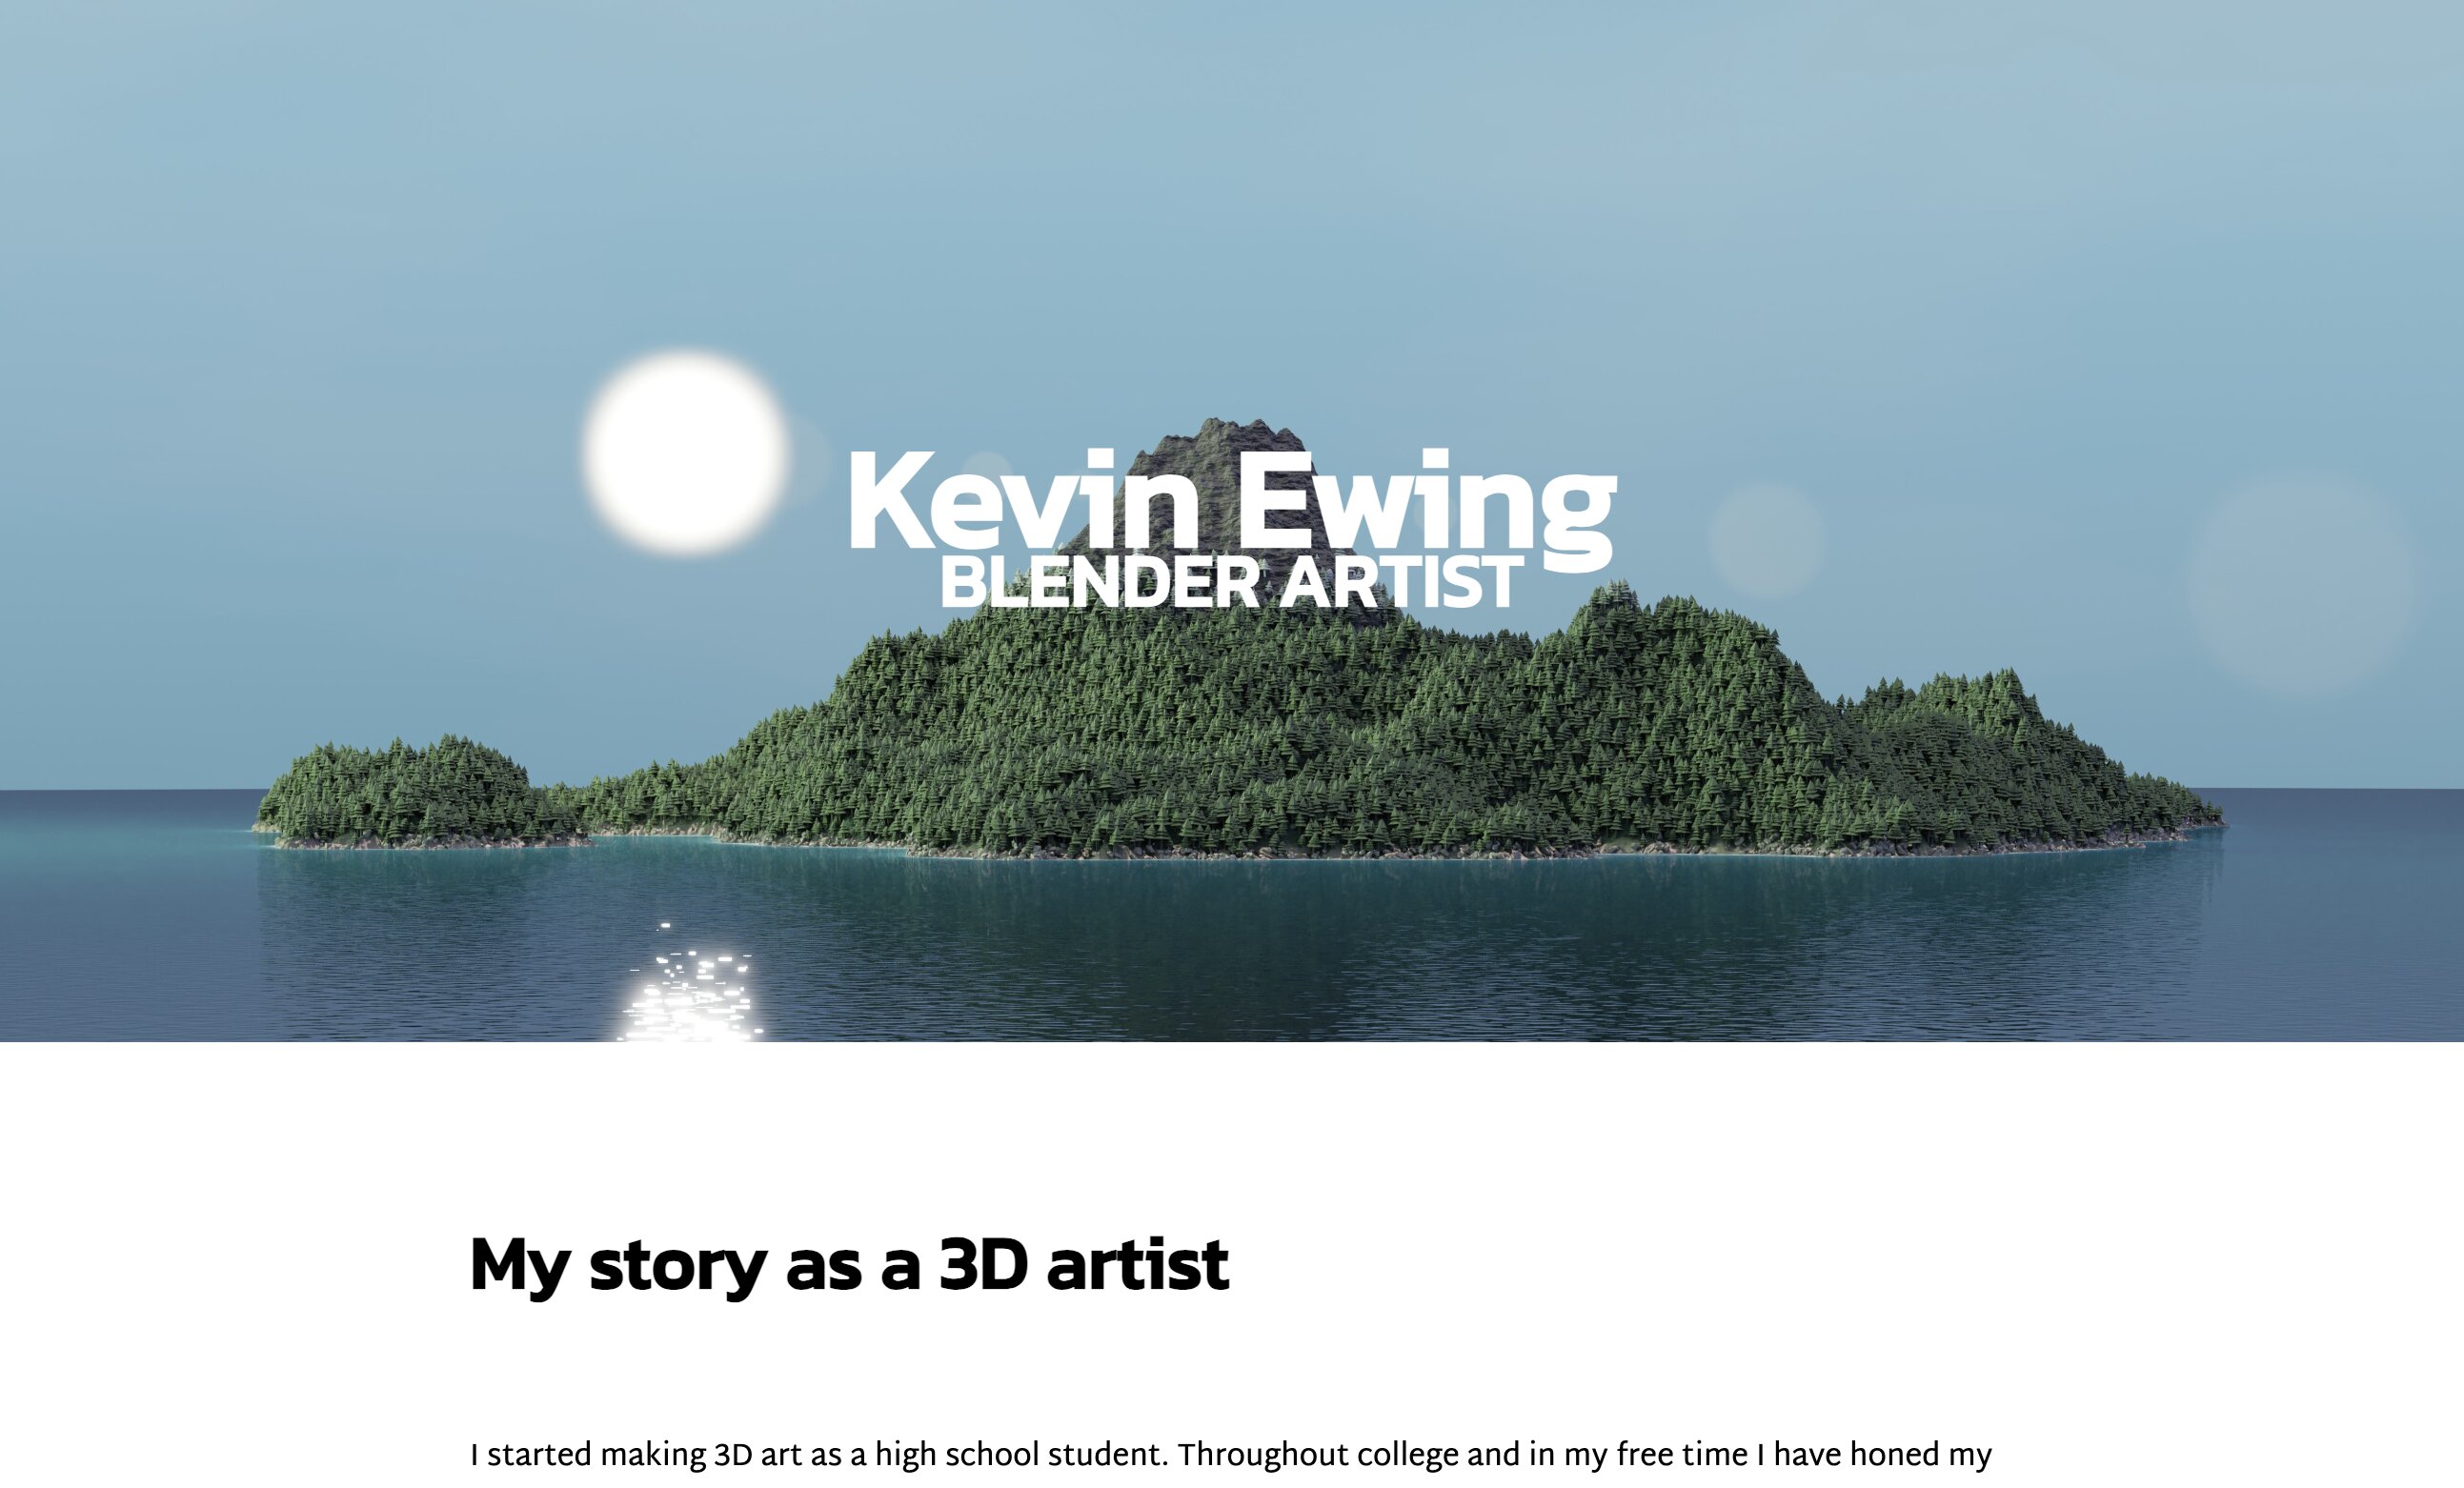 Kevin Ewing
BLENDER ARTIST
My story as a 3D artist
I started making 3D art as a high school student. Throughout college and in my free time I have honed my